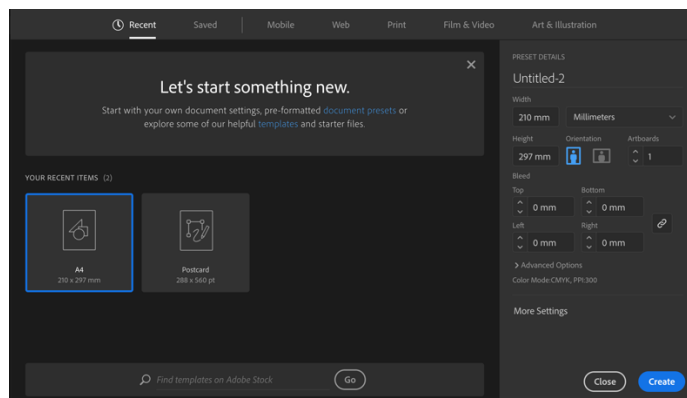 Recent
Saved
Mobile
Web
Print
Film & Video
Art & Illustration
Let's start something new.
Start with your own document settings, pre-formatted document presets or
explore some of our helpful templates and starter files.
YOUR RECENT ITEMS (2)
A4
210 x 297 mm
Postcard
288 x 560 pt
Find templates on Adobe Stock
Go
PRESET DETAILS
Untitled-2
Width
210 mm
Millimeters
Height
Orientation
Artboards
297 mm
1
Bleed
Top
Bottom
0 mm
0 mm
Left
Right
0 mm
0 mm
Advanced Options
Color Mode:CMYK, PPI:300
More Settings
Close
Create